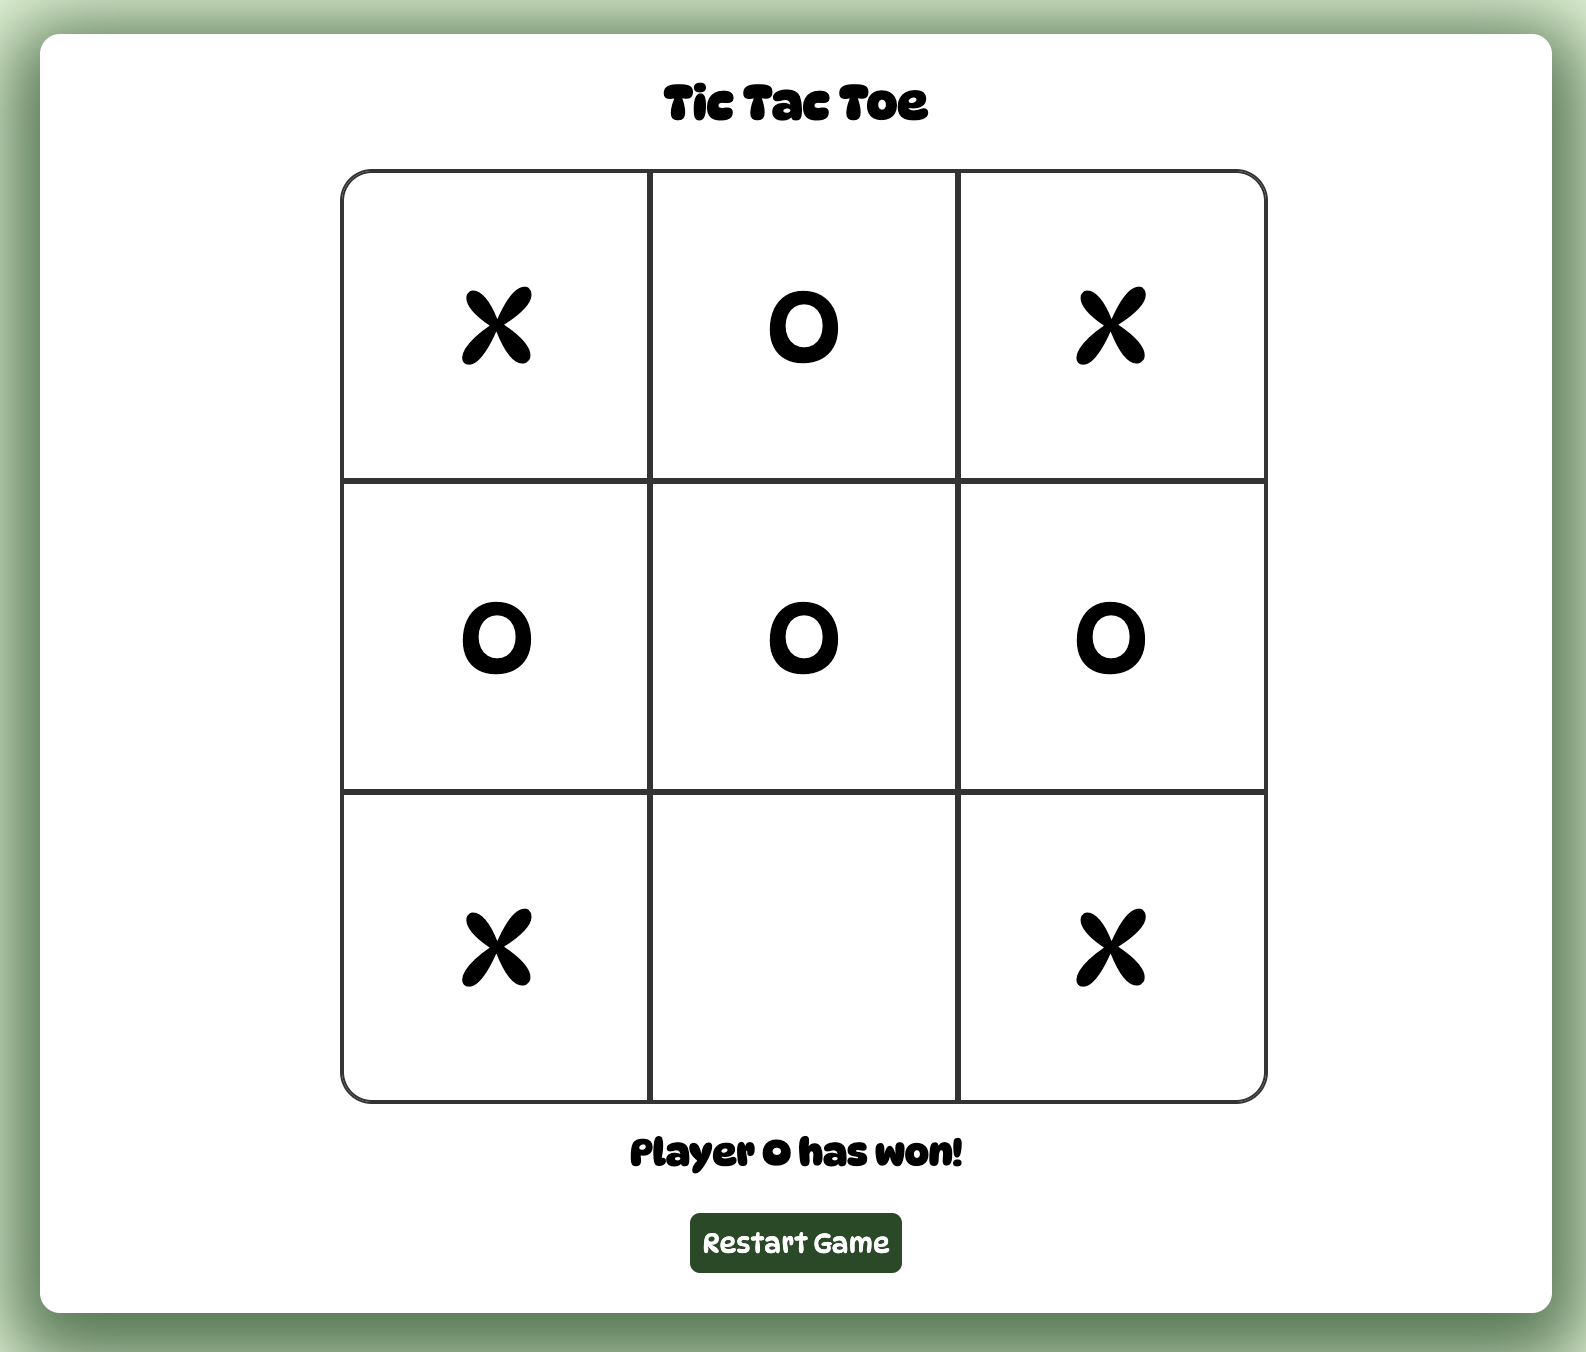 Tic Tac Toe
X O X
O O O
X X
Player O has won!
Restart Game